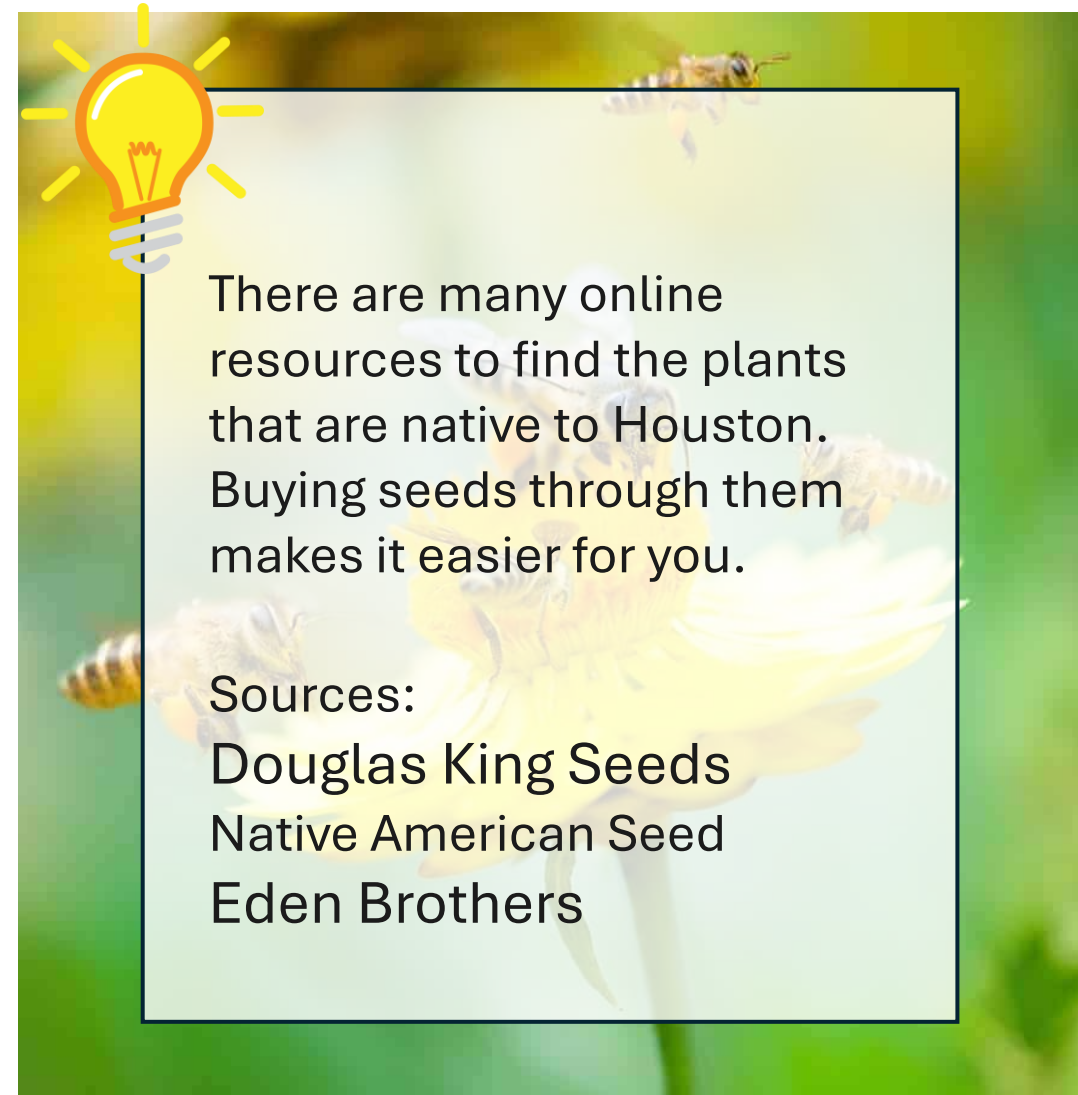 There are many online
resources to find the plants
that are native to Houston.
Buying seeds through them
makes it easier for you.
Sources:
Douglas King Seeds
Native American Seed
Eden Brothers